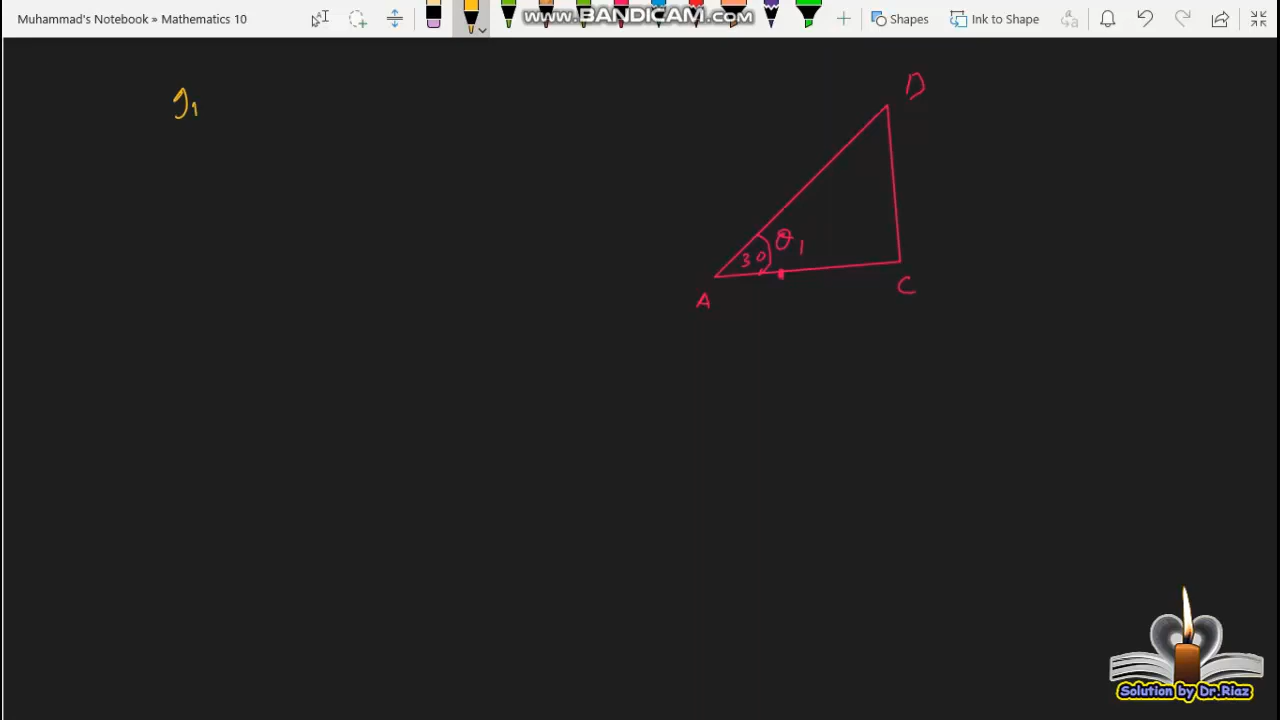 Muhammad's Notebook » Mathematics 10
www.BANDICAM.com
Shapes
Ink to Shape
D
θ1
30
A
C
Solution by Dr.Riaz